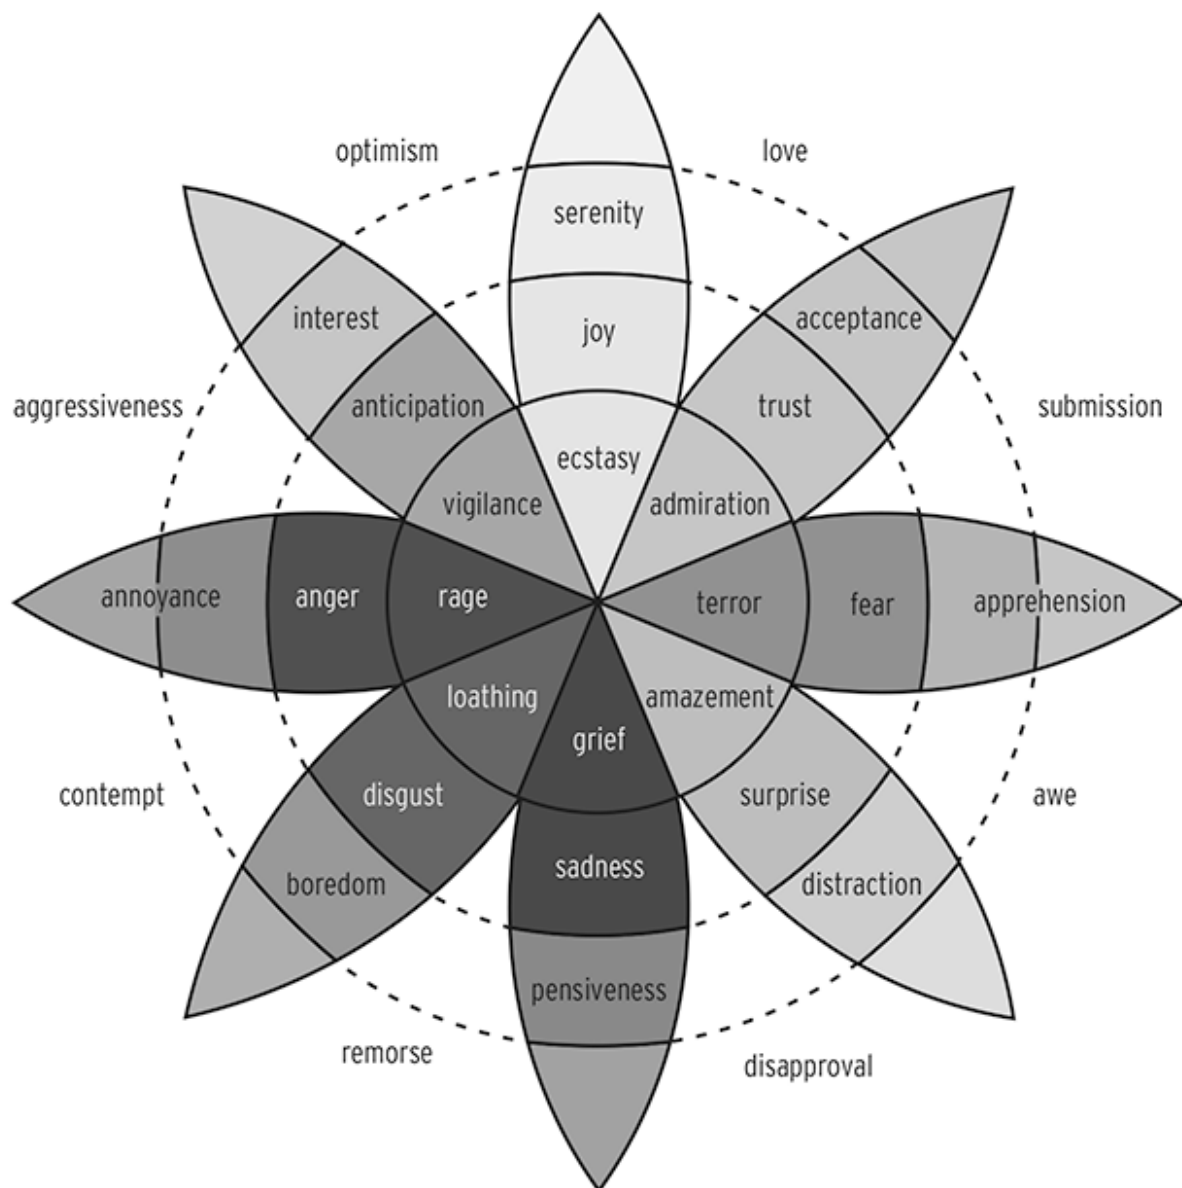 optimism
love
serenity
interest
acceptance
joy
aggressiveness
anticipation
trust
submission
ecstasy
vigilance
admiration
annoyance
anger
rage
terror
fear
apprehension
loathing
amazement
grief
contempt
disgust
surprise
awe
sadness
boredom
distraction
pensiveness
remorse
disapproval